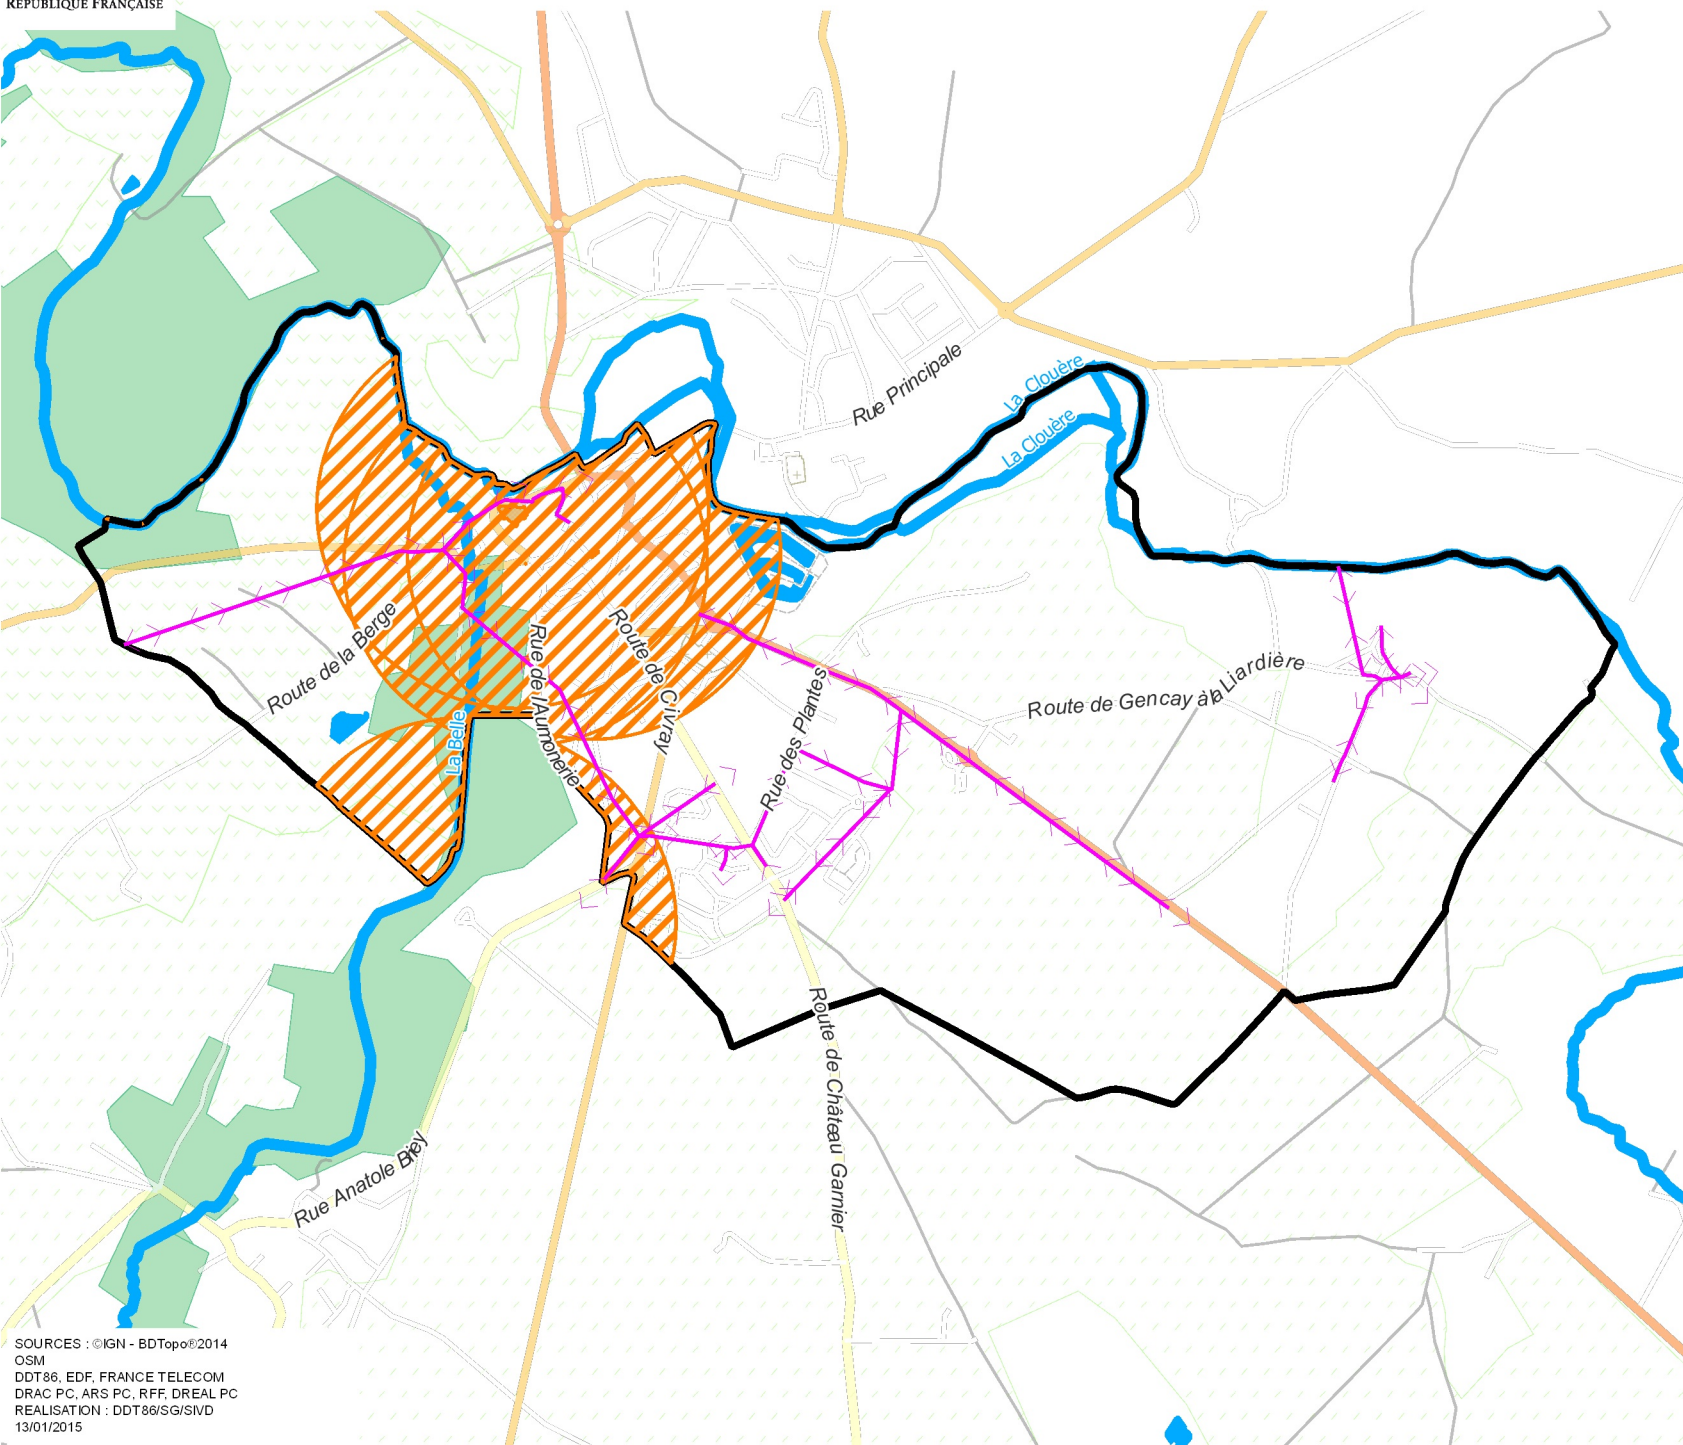 RÉPUBLIQUE FRANÇAISE
La Clouère
Rue Principale
La Clouère
Route de la Berge
Rue de l'Aumonerie
Route de Civray
Rue des Plantes
Route de Gencay à la Liardière
La Belle
Route de Château Garnier
Rue Anatole Briey
SOURCES : ©IGN - BDTopo®2014
OSM
DDT86, EDF, FRANCE TELECOM
DRAC PC, ARS PC, RFF, DREAL PC
REALISATION : DDT86/SG/SIVD
13/01/2015